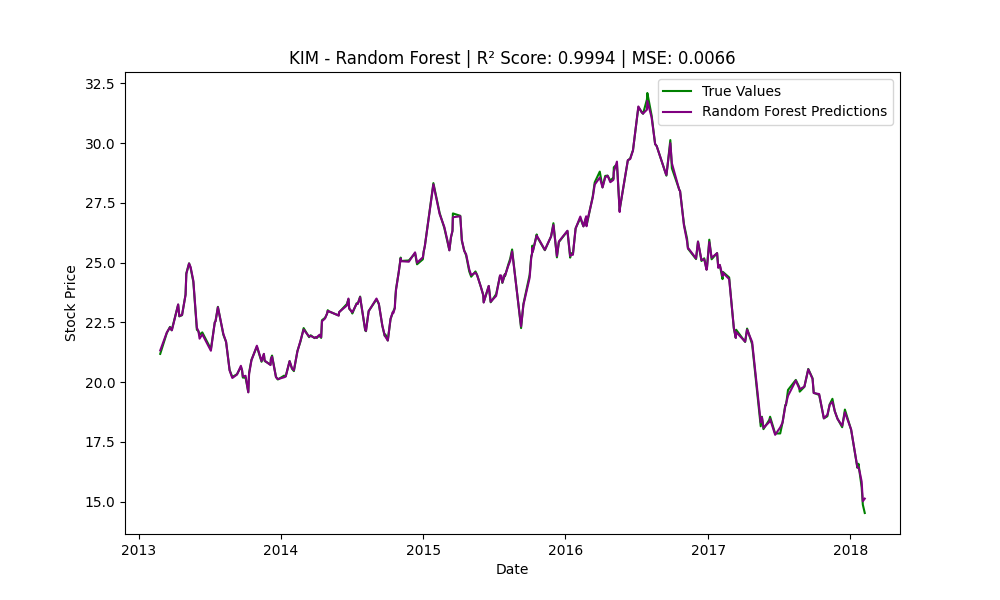 KIM - Random Forest | R² Score: 0.9994 | MSE: 0.0066
True Values
Random Forest Predictions
32.5
30.0
27.5
25.0
22.5
20.0
17.5
15.0
Stock Price
2013 2014 2015 2016 2017 2018
Date